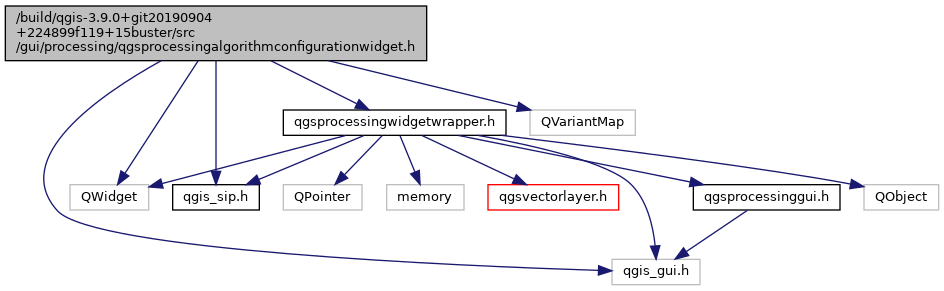 /build/qgis-3.9.0+git20190904
+224899f119+15buster/src
/gui/processing/qgsprocessingalgorithmconfigurationwidget.h
qgsprocessingwidgetwrapper.h
QVariantMap
QWidget
qgis_sip.h
QPointer
memory
qgsvectorlayer.h
qgsprocessinggui.h
QObject
qgis_gui.h